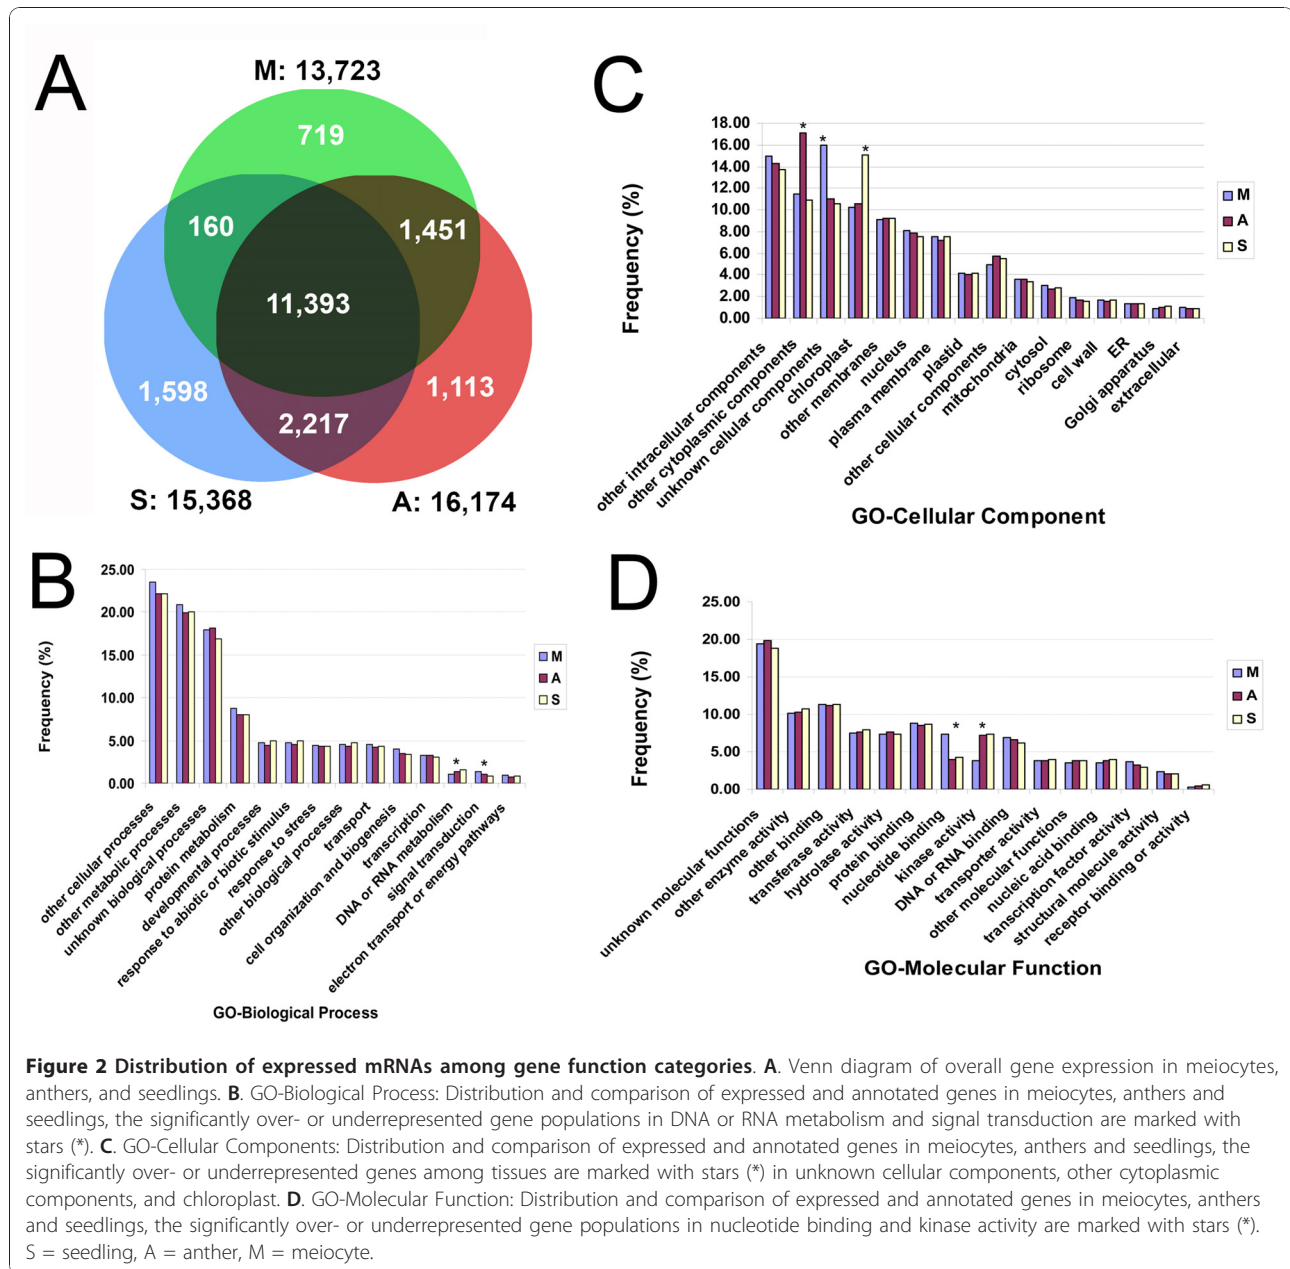 A
M: 13,723
719
160
1,451
11,393
1,598
1,113
2,217
S: 15,368
A: 16,174
B
25.00
20.00
15.00
10.00
5.00
0.00
Frequency (%)
* *
M
A
S
other cellular processes
other metabolic processes
unknown biological processes
protein metabolism
developmental processes
response to abiotic or biotic stimulus
response to stress
other biological processes
transport
cell organization and biogenesis
transcription
DNA or RNA metabolism
signal transduction
electron transport or energy pathways
GO-Biological Process
C
18.00
16.00
14.00
12.00
10.00
8.00
6.00
4.00
2.00
0.00
Frequency (%)
* * *
M
A
S
other intracellular components
other cytoplasmic components
unknown cellular components
chloroplast
other membranes
nucleus
plasma membrane
plastid
other cellular components
mitochondria
cytosol
ribosome
cell wall
ER
Golgi apparatus
extracellular
GO-Cellular Component
D
25.00
20.00
15.00
10.00
5.00
0.00
Frequency (%)
* *
M
A
S
unknown molecular functions
other enzyme activity
other binding
transferase activity
hydrolase activity
protein binding
nucleotide binding
kinase activity
DNA or RNA binding
transporter activity
other molecular functions
nucleic acid binding
transcription factor activity
structural molecule activity
receptor binding or activity
GO-Molecular Function
Figure 2 Distribution of expressed mRNAs among gene function categories. A. Venn diagram of overall gene expression in meiocytes,
anthers, and seedlings. B. GO-Biological Process: Distribution and comparison of expressed and annotated genes in meiocytes, anthers and
seedlings, the significantly over- or underrepresented gene populations in DNA or RNA metabolism and signal transduction are marked with
stars (*). C. GO-Cellular Components: Distribution and comparison of expressed and annotated genes in meiocytes, anthers and seedlings, the
significantly over- or underrepresented genes among tissues are marked with stars (*) in unknown cellular components, other cytoplasmic
components, and chloroplast. D. GO-Molecular Function: Distribution and comparison of expressed and annotated genes in meiocytes, anthers
and seedlings, the significantly over- or underrepresented gene populations in nucleotide binding and kinase activity are marked with stars (*).
S = seedling, A = anther, M = meiocyte.